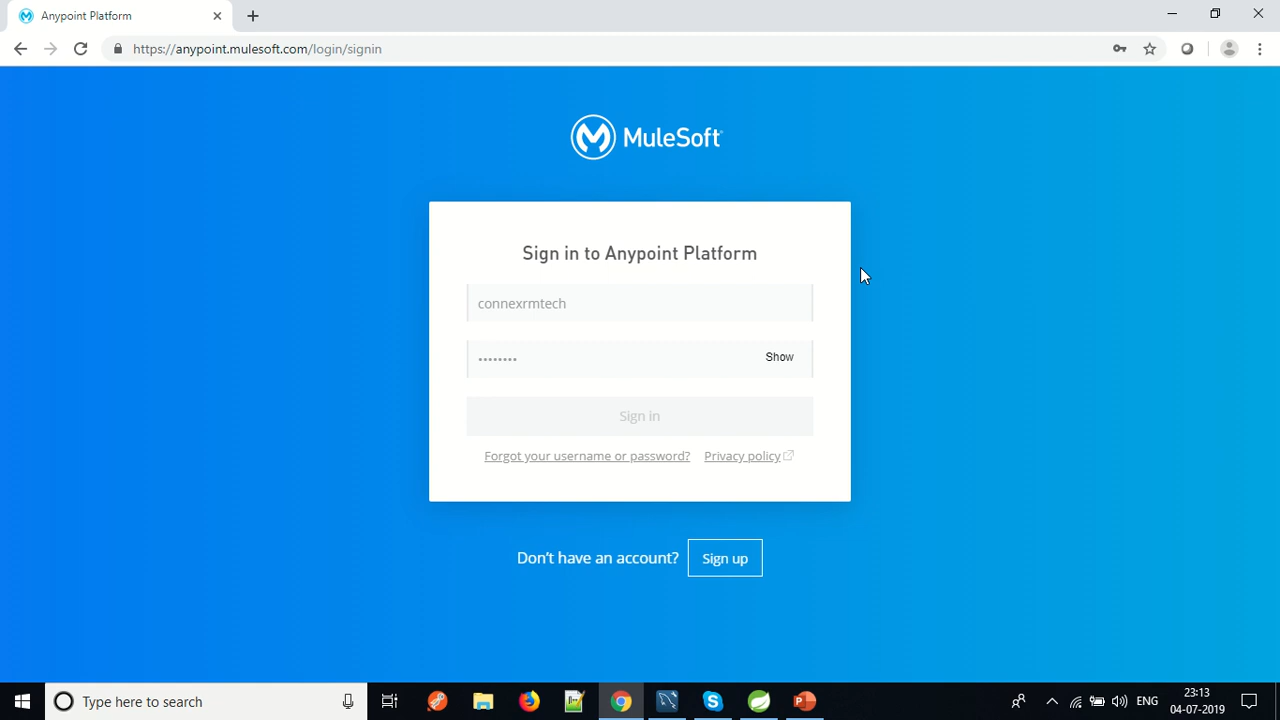 Anypoint Platform
https://anypoint.mulesoft.com/login/signin
MuleSoft
Sign in to Anypoint Platform
connexrmtech
••••••••
Show
Sign in
Forgot your username or password? Privacy policy
Don't have an account? Sign up
Type here to search
ENG
23:13
04-07-2019